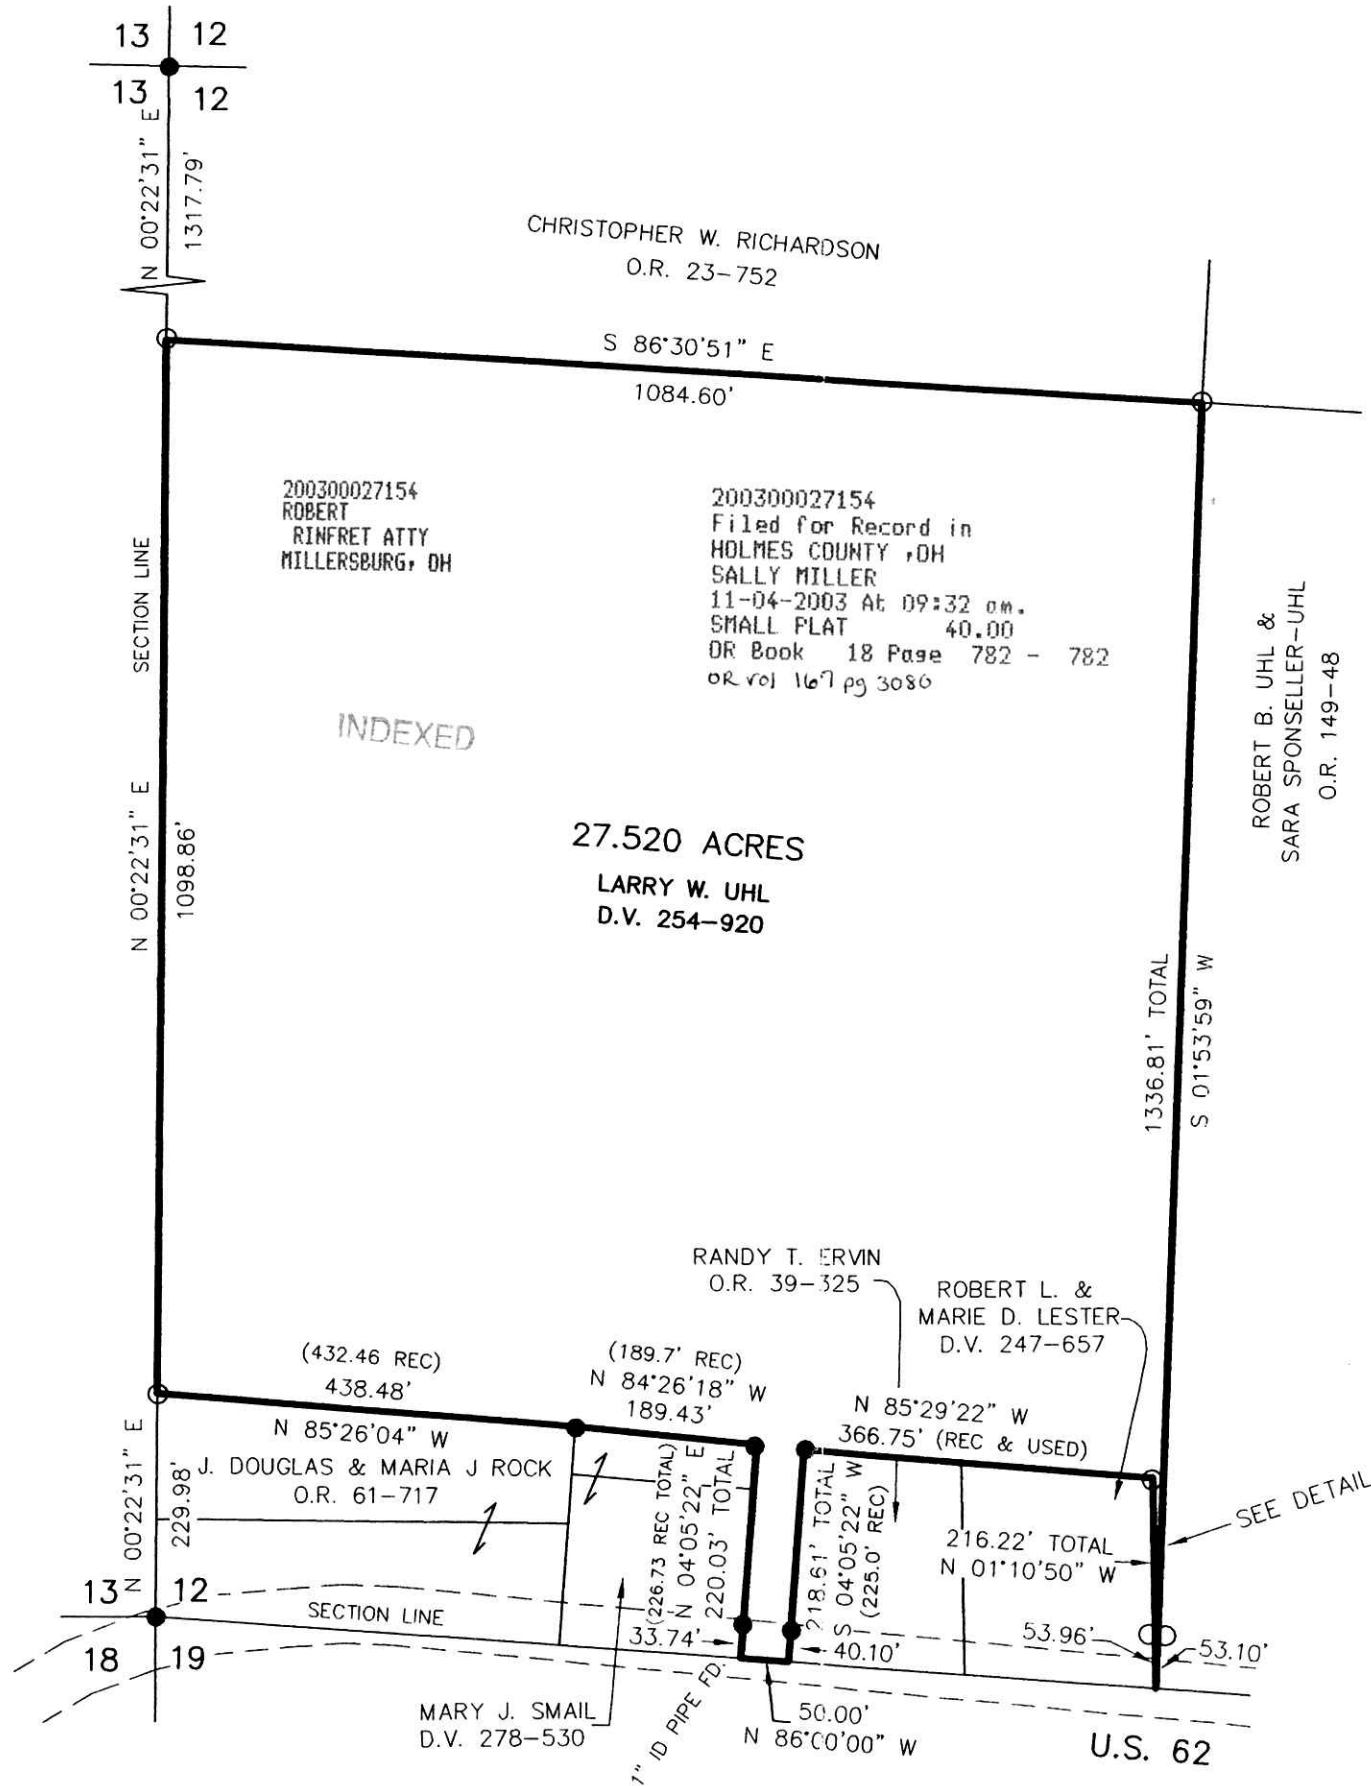 13 12
13 12
N 00°22'31" E
1317.79'
CHRISTOPHER W. RICHARDSON
O.R. 23-752
S 86°30'51" E
1084.60'
200300027154
ROBERT
RINFRET ATTY
MILLERSBURG, OH
200300027154
Filed for Record in
HOLMES COUNTY ,OH
SALLY MILLER
11-04-2003 At 09:32 am.
SMALL PLAT 40.00
OR Book 18 Page 782 - 782
OR vol 167 pg 3086
INDEXED
SECTION LINE
N 00°22'31" E
1098.86'
27.520 ACRES
LARRY W. UHL
D.V. 254-920
ROBERT B. UHL &
SARA SPONSELLER-UHL
O.R. 149-48
1336.81' TOTAL
S 01°53'59" W
RANDY T. ERVIN
O.R. 39-325
ROBERT L. &
MARIE D. LESTER
D.V. 247-657
(432.46 REC)
438.48'
N 85°26'04" W
(189.7' REC)
N 84°26'18" W
189.43'
N 85°29'22" W
366.75' (REC & USED)
N 00°22'31" E
229.98'
J. DOUGLAS & MARIA J ROCK
O.R. 61-717
(226.73 REC TOTAL)
N 04°05'22" E
220.03' TOTAL
218.61' TOTAL
S 04°05'22" W
(225.0' REC)
216.22' TOTAL
N 01°10'50" W
SEE DETAIL
13 12
SECTION LINE
18 19
33.74'
40.10'
53.96'
53.10'
MARY J. SMAIL
D.V. 278-530
1" ID PIPE FD.
50.00'
N 86°00'00" W
U.S. 62